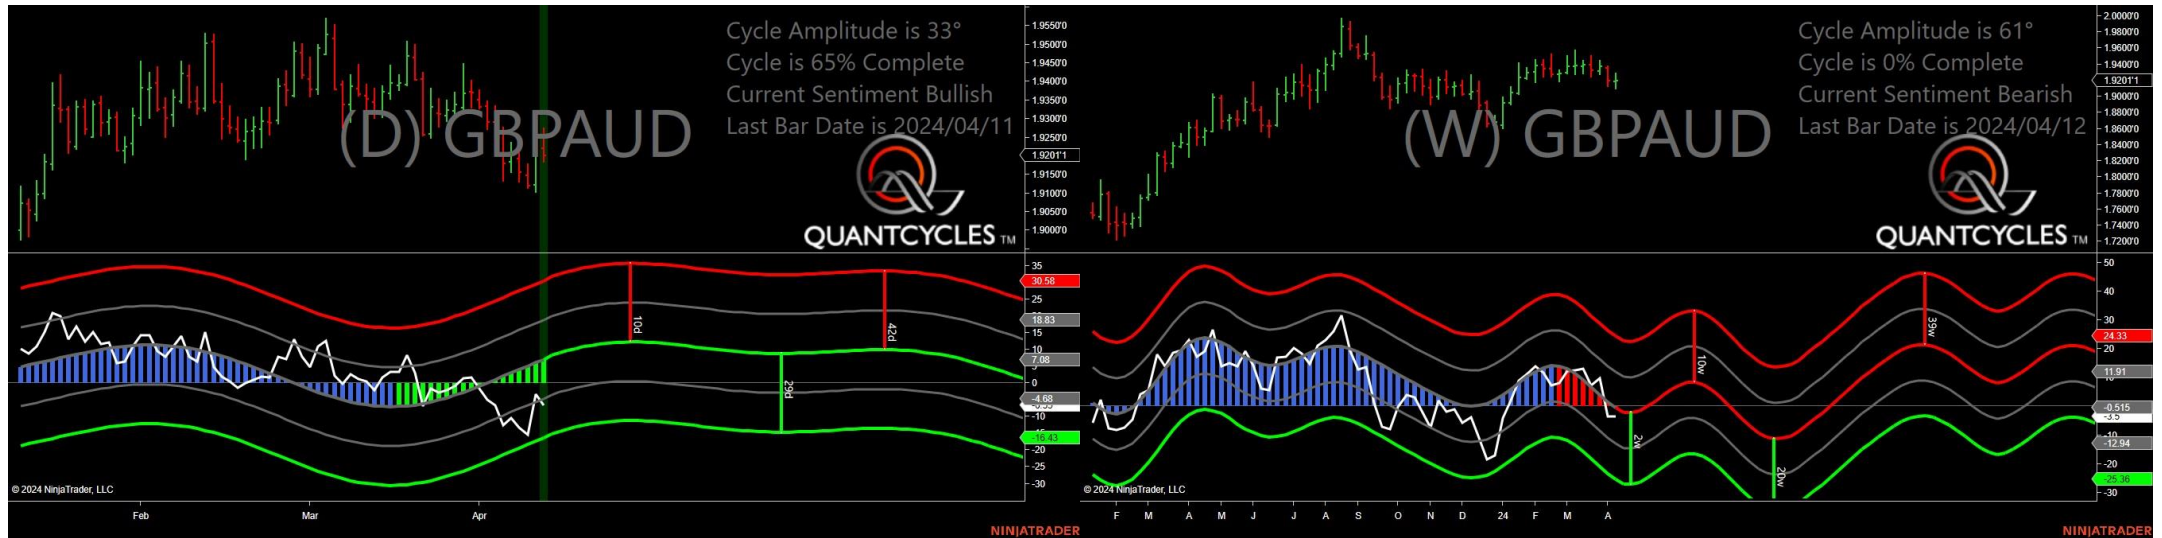 Cycle Amplitude is 33°
Cycle is 65% Complete
Current Sentiment Bullish
Last Bar Date is 2024/04/11
(D) GBPAUD
QUANTCYCLES TM
1.9550'0
1.9500'0
1.9450'0
1.9400'0
1.9350'0
1.9300'0
1.9250'0
1.9201'1
1.9150'0
1.9100'0
1.9050'0
1.9000'0
35
30.58
25
18.83
15
10
7.08
5
0
-4.68
-10
-15
-16.43
-20
-25
-30
10d
29d
42d
© 2024 NinjaTrader, LLC
Feb Mar Apr
NINJATRADER
Cycle Amplitude is 61°
Cycle is 0% Complete
Current Sentiment Bearish
Last Bar Date is 2024/04/12
(W) GBPAUD
QUANTCYCLES TM
2.0000'0
1.9800'0
1.9600'0
1.9400'0
1.9201'1
1.9000'0
1.8800'0
1.8600'0
1.8400'0
1.8200'0
1.8000'0
1.7800'0
1.7600'0
1.7400'0
1.7200'0
50
40
30
24.33
20
11.91
10
-0.515
-3.5
-10
-12.94
-20
-25.36
-30
2w
10w
20w
39w
© 2024 NinjaTrader, LLC
F M A M J J A S O N D 24 F M A
NINJATRADER